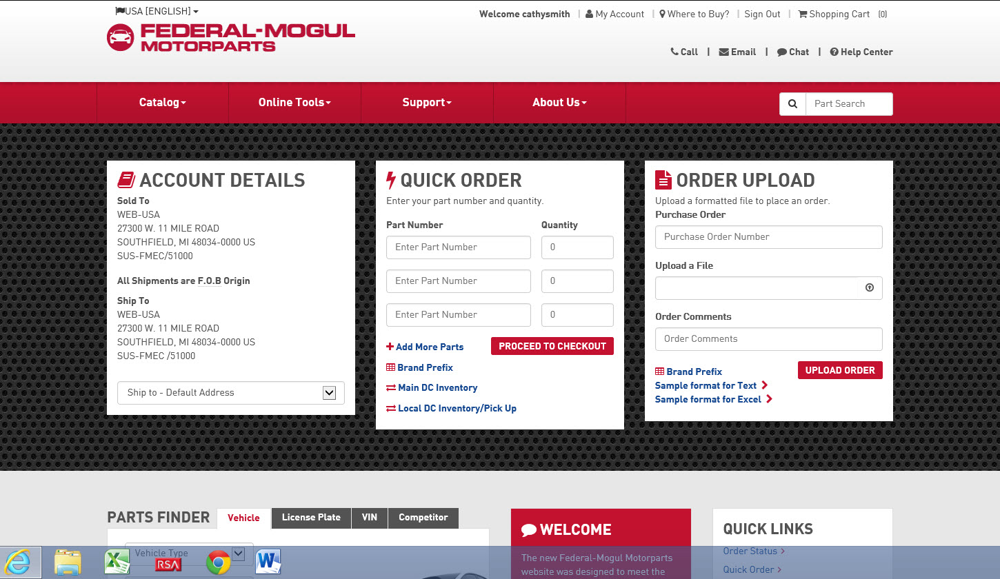 USA [ENGLISH]
Welcome cathysmith | My Account | Where to Buy? | Sign Out | Shopping Cart (0)
FEDERAL-MOGUL
MOTORPARTS
Call | Email | Chat | Help Center
Catalog Online Tools Support About Us Part Search
ACCOUNT DETAILS
Sold To
WEB-USA
27300 W. 11 MILE ROAD
SOUTHFIELD, MI 48034-0000 US
SUS-FMEC/51000
All Shipments are F.O.B Origin
Ship To
WEB-USA
27300 W. 11 MILE ROAD
SOUTHFIELD, MI 48034-0000 US
SUS-FMEC /51000
Ship to - Default Address
QUICK ORDER
Enter your part number and quantity.
Part Number Quantity
Enter Part Number 0
Enter Part Number 0
Enter Part Number 0
Add More Parts PROCEED TO CHECKOUT
Brand Prefix
Main DC Inventory
Local DC Inventory/Pick Up
ORDER UPLOAD
Upload a formatted file to place an order.
Purchase Order
Purchase Order Number
Upload a File
Order Comments
Order Comments
Brand Prefix UPLOAD ORDER
Sample format for Text
Sample format for Excel
PARTS FINDER Vehicle License Plate VIN Competitor
Vehicle Type
WELCOME
The new Federal-Mogul Motorparts
website was designed to meet the
QUICK LINKS
Order Status
Quick Order
RSA